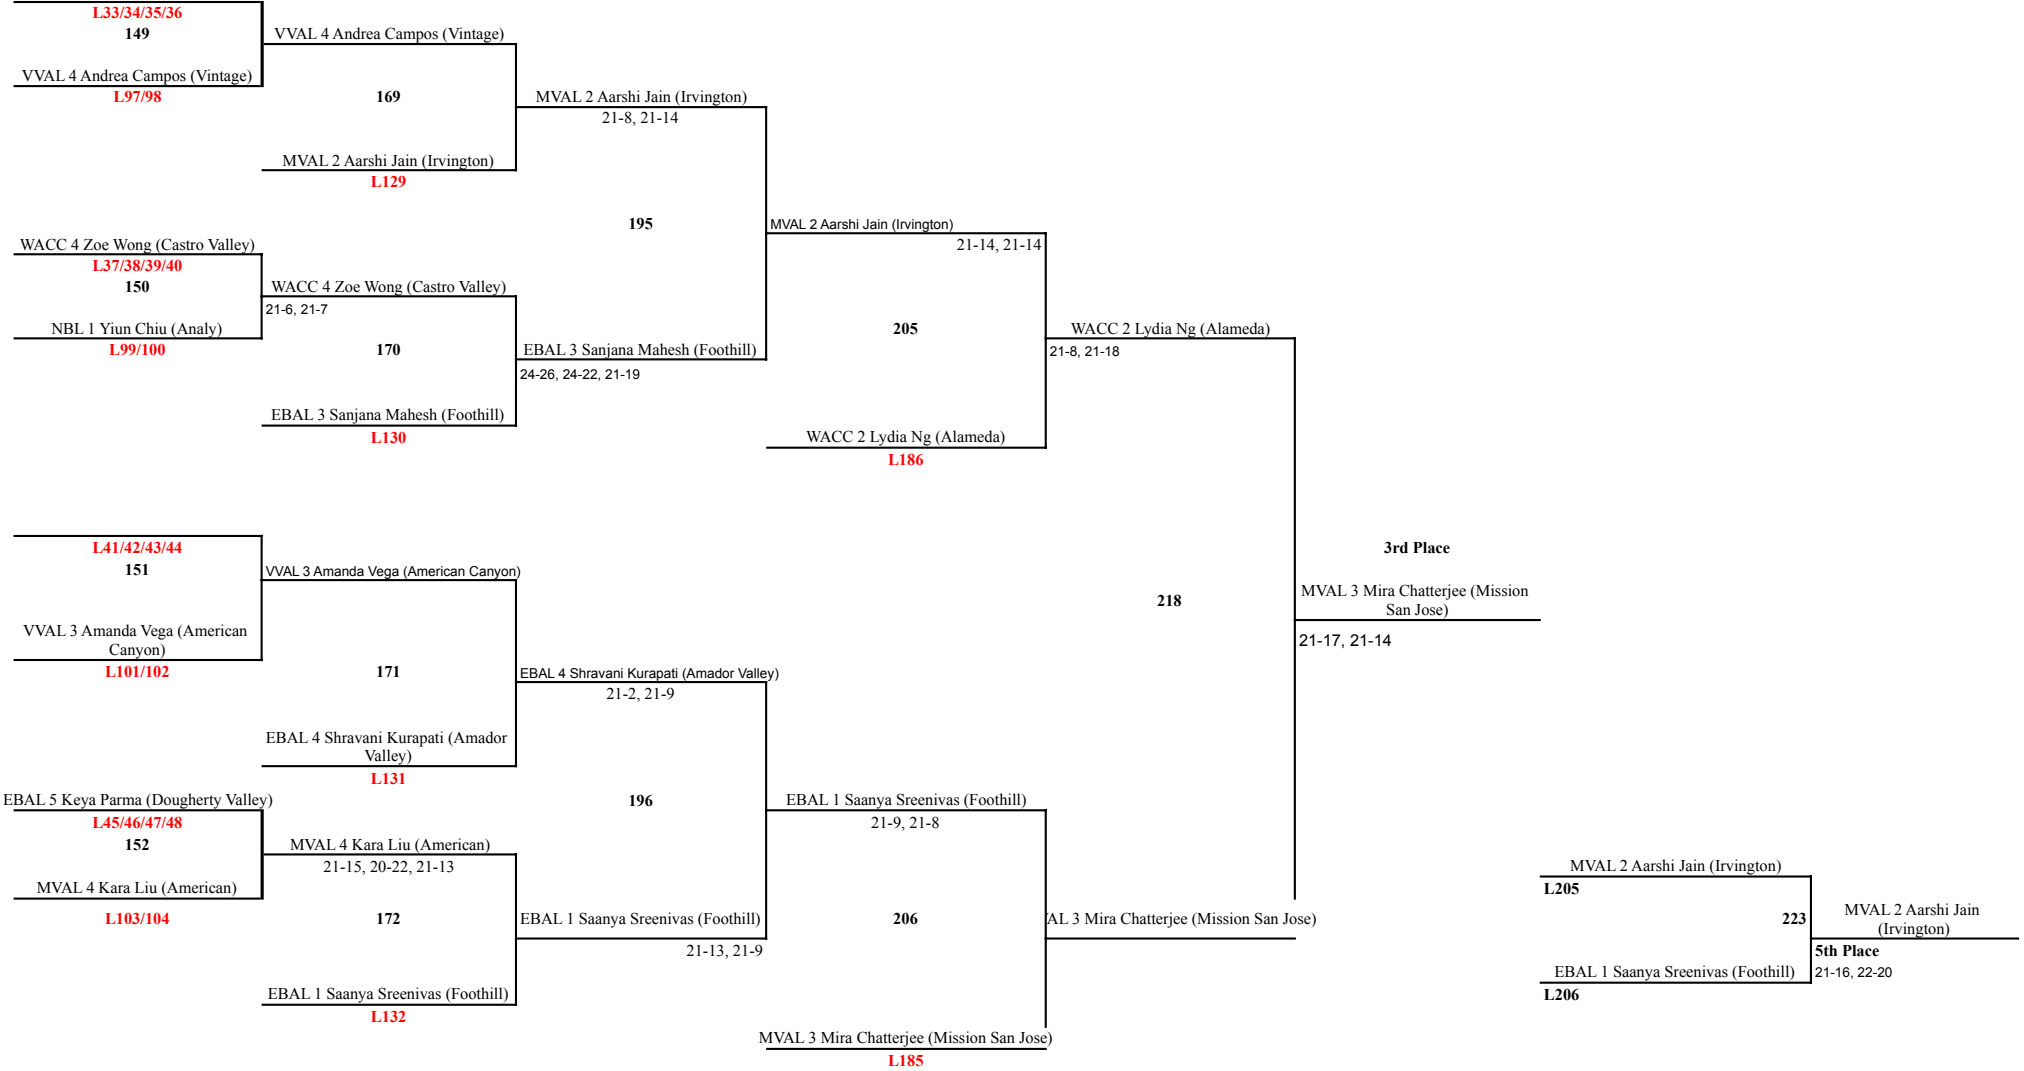 L33/34/35/36
149
VVAL 4 Andrea Campos (Vintage)
VVAL 4 Andrea Campos (Vintage)
L97/98
169
MVAL 2 Aarshi Jain (Irvington)
21-8, 21-14
MVAL 2 Aarshi Jain (Irvington)
L129
195
MVAL 2 Aarshi Jain (Irvington)
21-14, 21-14
WACC 4 Zoe Wong (Castro Valley)
L37/38/39/40
150
WACC 4 Zoe Wong (Castro Valley)
21-6, 21-7
NBL 1 Yiun Chiu (Analy)
L99/100
170
EBAL 3 Sanjana Mahesh (Foothill)
24-26, 24-22, 21-19
205
WACC 2 Lydia Ng (Alameda)
21-8, 21-18
EBAL 3 Sanjana Mahesh (Foothill)
L130
WACC 2 Lydia Ng (Alameda)
L186
L41/42/43/44
151
VVAL 3 Amanda Vega (American Canyon)
3rd Place
218
MVAL 3 Mira Chatterjee (Mission
San Jose)
21-17, 21-14
VVAL 3 Amanda Vega (American
Canyon)
L101/102
171
EBAL 4 Shravani Kurapati (Amador Valley)
21-2, 21-9
EBAL 4 Shravani Kurapati (Amador
Valley)
L131
EBAL 5 Keya Parma (Dougherty Valley)
L45/46/47/48
152
196
EBAL 1 Saanya Sreenivas (Foothill)
21-9, 21-8
MVAL 4 Kara Liu (American)
21-15, 20-22, 21-13
MVAL 4 Kara Liu (American)
L103/104
172
EBAL 1 Saanya Sreenivas (Foothill)
21-13, 21-9
206
AL 3 Mira Chatterjee (Mission San Jose)
MVAL 2 Aarshi Jain (Irvington)
L205
223
MVAL 2 Aarshi Jain
(Irvington)
5th Place
21-16, 22-20
EBAL 1 Saanya Sreenivas (Foothill)
L206
EBAL 1 Saanya Sreenivas (Foothill)
L132
MVAL 3 Mira Chatterjee (Mission San Jose)
L185